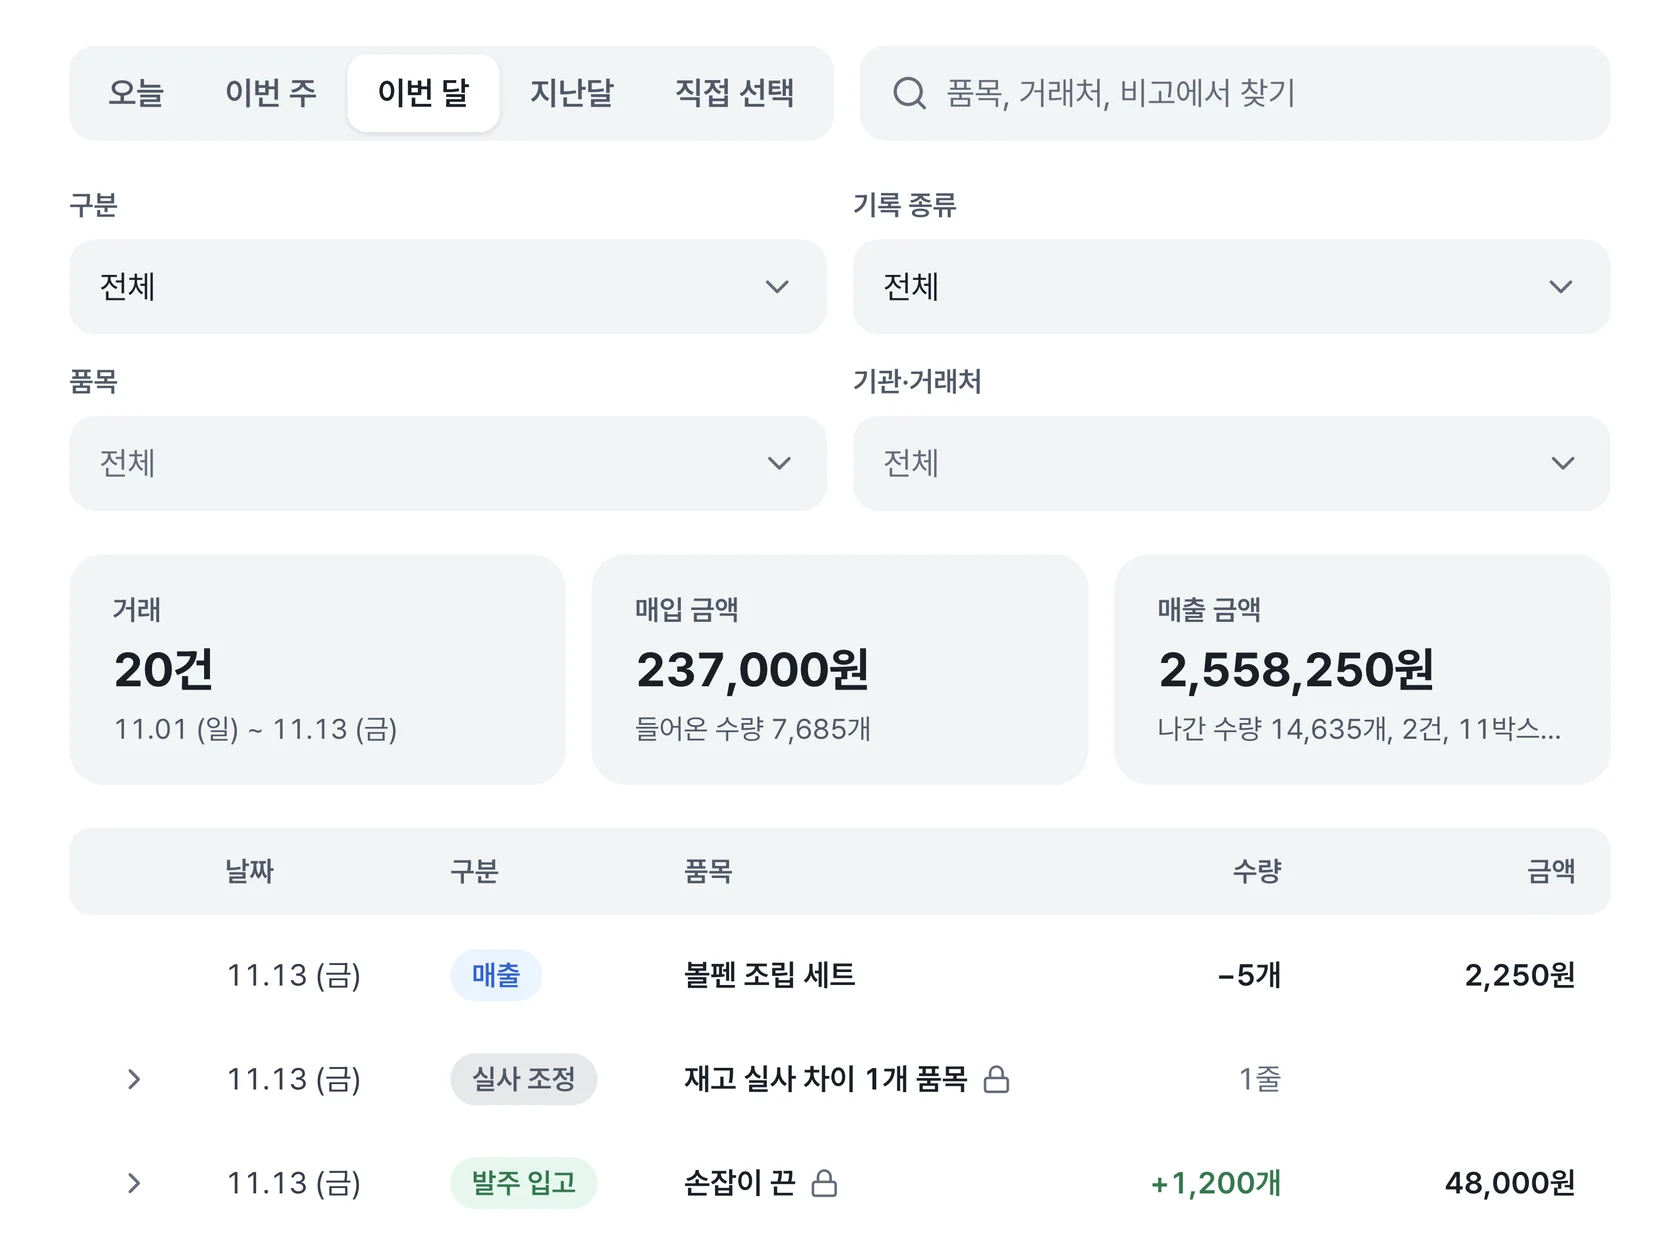 오늘 이번 주 이번 달 지난달 직접 선택 품목, 거래처, 비고에서 찾기
구분 기록 종류
전체 전체
품목 기관·거래처
전체 전체
거래 매입 금액 매출 금액
20건 237,000원 2,558,250원
11.01 (일) ~ 11.13 (금) 들어온 수량 7,685개 나간 수량 14,635개, 2건, 11박스...
날짜 구분 품목 수량 금액
11.13 (금) 매출 볼펜 조립 세트 −5개 2,250원
11.13 (금) 실사 조정 재고 실사 차이 1개 품목 1줄
11.13 (금) 발주 입고 손잡이 끈 +1,200개 48,000원